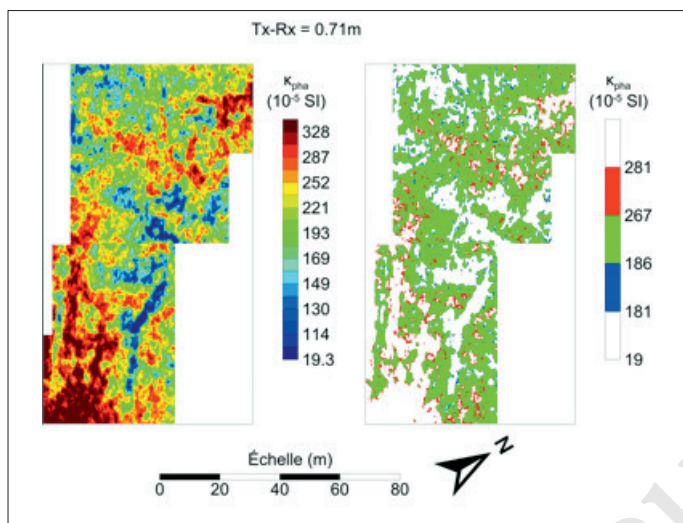 Tx-Rx = 0.71m
κpha
(10⁻⁵ SI)
328
287
252
221
193
169
149
130
114
19.3
κpha
(10⁻⁵ SI)
281
267
186
181
19
Échelle (m)
0 20 40 60 80
N